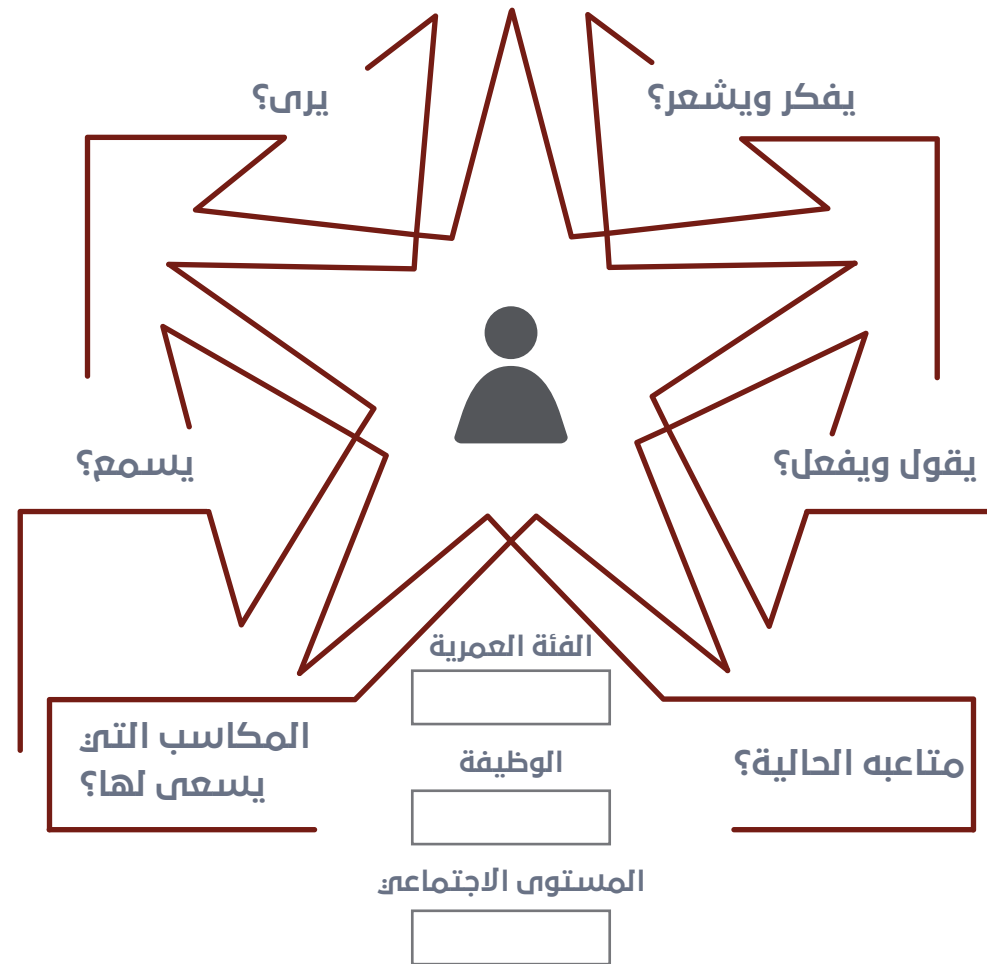 يفكر ويشعر؟
يرى؟
يقول ويفعل؟
يسمع؟
الفئة العمرية
متاعبه الحالية؟
المكاسب التي
يسعى لها؟
الوظيفة
المستوى الاجتماعي